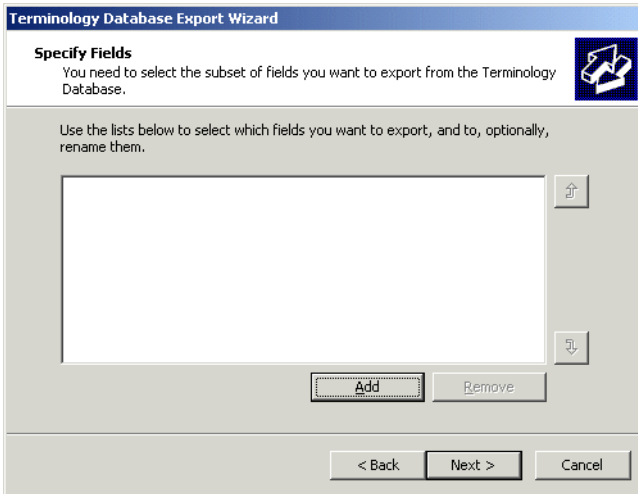 Terminology Database Export Wizard
Specify Fields
You need to select the subset of fields you want to export from the Terminology
Database.
Use the lists below to select which fields you want to export, and to, optionally,
rename them.
Add Remove
< Back Next > Cancel